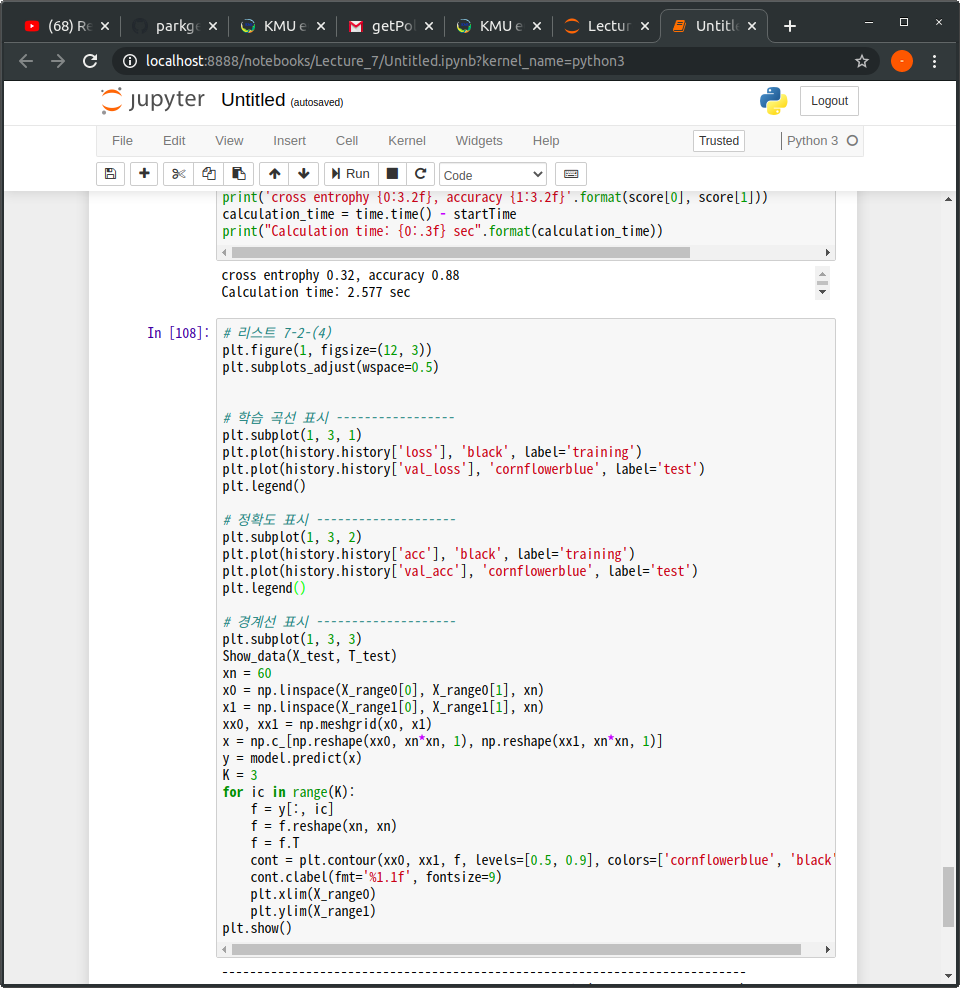 (68) Re
parkge
KMU e
getPol
KMU e
Lectur
Untitle
localhost:8888/notebooks/Lecture_7/Untitled.ipynb?kernel_name=python3
jupyter Untitled (autosaved)
Logout
File Edit View Insert Cell Kernel Widgets Help
Trusted
Python 3
Run
Code
print('cross entrophy {0:3.2f}, accuracy {1:3.2f}'.format(score[0], score[1]))
calculation_time = time.time() - startTime
print("Calculation time: {0:.3f} sec".format(calculation_time))
cross entrophy 0.32, accuracy 0.88
Calculation time: 2.577 sec
In [108]:
# 리스트 7-2-(4)
plt.figure(1, figsize=(12, 3))
plt.subplots_adjust(wspace=0.5)
# 학습 곡선 표시 -----------------
plt.subplot(1, 3, 1)
plt.plot(history.history['loss'], 'black', label='training')
plt.plot(history.history['val_loss'], 'cornflowerblue', label='test')
plt.legend()
# 정확도 표시 --------------------
plt.subplot(1, 3, 2)
plt.plot(history.history['acc'], 'black', label='training')
plt.plot(history.history['val_acc'], 'cornflowerblue', label='test')
plt.legend()
# 경계선 표시 --------------------
plt.subplot(1, 3, 3)
Show_data(X_test, T_test)
xn = 60
x0 = np.linspace(X_range0[0], X_range0[1], xn)
x1 = np.linspace(X_range1[0], X_range1[1], xn)
xx0, xx1 = np.meshgrid(x0, x1)
x = np.c_[np.reshape(xx0, xn*xn, 1), np.reshape(xx1, xn*xn, 1)]
y = model.predict(x)
K = 3
for ic in range(K):
    f = y[:, ic]
    f = f.reshape(xn, xn)
    f = f.T
    cont = plt.contour(xx0, xx1, f, levels=[0.5, 0.9], colors=['cornflowerblue', 'black'
    cont.clabel(fmt='%1.1f', fontsize=9)
    plt.xlim(X_range0)
    plt.ylim(X_range1)
plt.show()
---------------------------------------------------------------------------